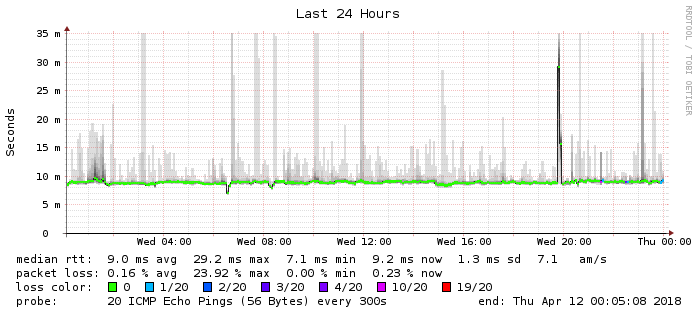 Last 24 Hours
RRDTOOL / TOBI OETIKER
Seconds
35 m
30 m
25 m
20 m
15 m
10 m
5 m
0
Wed 04:00 Wed 08:00 Wed 12:00 Wed 16:00 Wed 20:00 Thu 00:00
median rtt: 9.0 ms avg 29.2 ms max 7.1 ms min 9.2 ms now 1.3 ms sd 7.1 am/s
packet loss: 0.16 % avg 23.92 % max 0.00 % min 0.23 % now
loss color: 0 1/20 2/20 3/20 4/20 10/20 19/20
probe: 20 ICMP Echo Pings (56 Bytes) every 300s end: Thu Apr 12 00:05:08 2018